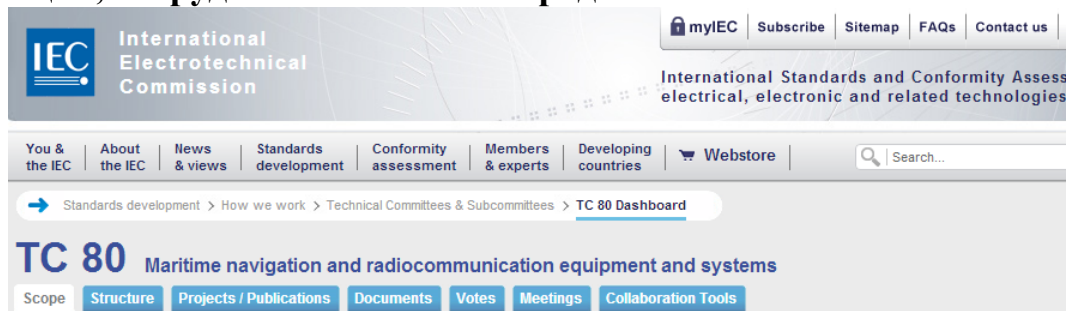 myIEC Subscribe Sitemap FAQs Contact us
IEC
International
Electrotechnical
Commission
International Standards and Conformity Assess
electrical, electronic and related technologies
You & the IEC
About the IEC
News & views
Standards development
Conformity assessment
Members & experts
Developing countries
Webstore
Search...
Standards development > How we work > Technical Committees & Subcommittees > TC 80 Dashboard
TC 80 Maritime navigation and radiocommunication equipment and systems
Scope Structure Projects / Publications Documents Votes Meetings Collaboration Tools